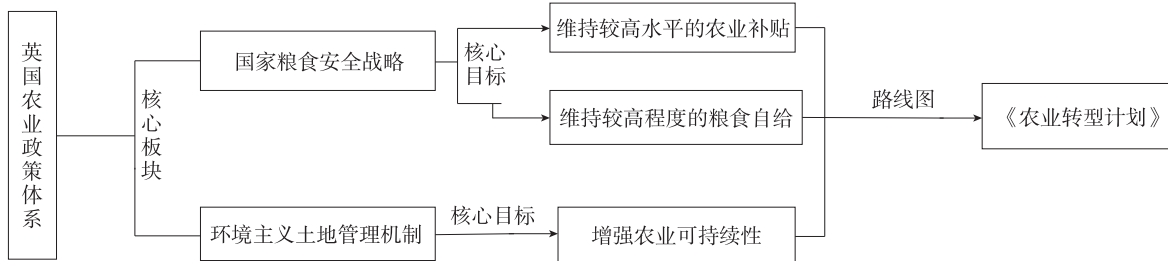 英国农业政策体系
核心板块
国家粮食安全战略
核心
目标
维持较高水平的农业补贴
维持较高程度的粮食自给
环境主义土地管理机制
核心目标
增强农业可持续性
路线图
《农业转型计划》